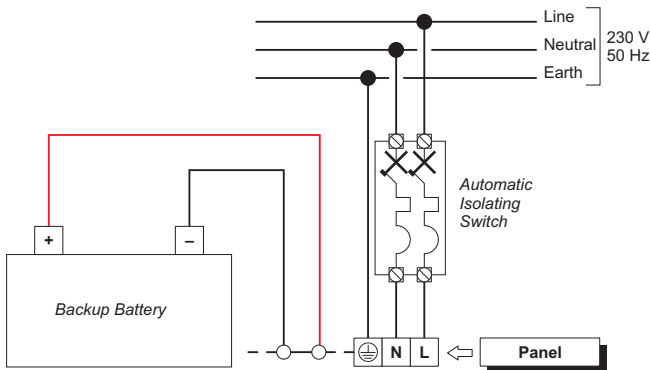 Line
Neutral
Earth
230 V
50 Hz
Automatic
Isolating
Switch
+
–
Backup Battery
N
L
Panel